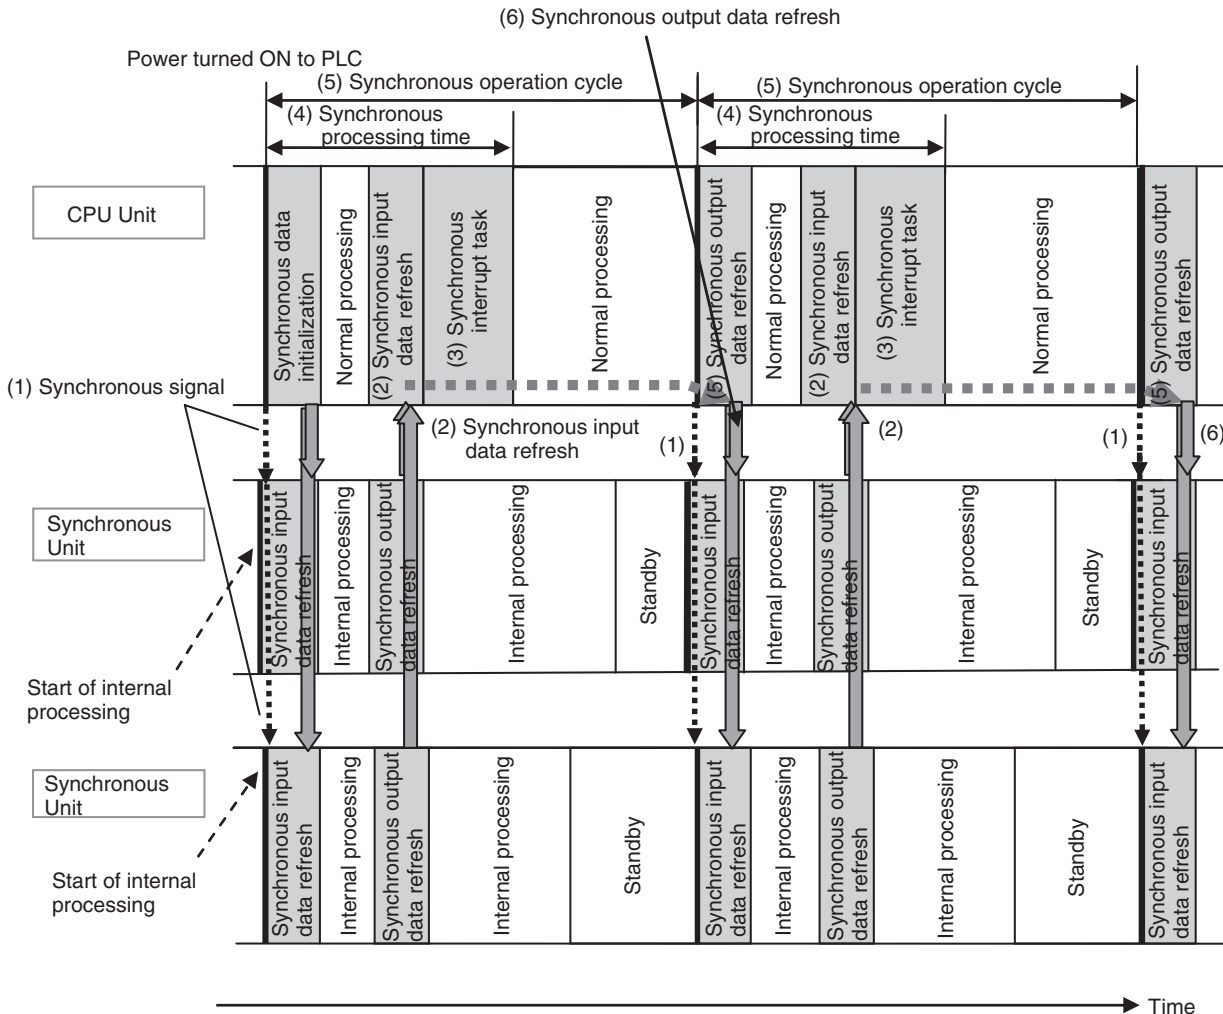 (6) Synchronous output data refresh
Power turned ON to PLC
(5) Synchronous operation cycle
(5) Synchronous operation cycle
(4) Synchronous
processing time
(4) Synchronous
processing time
CPU Unit
Synchronous data
initialization
Normal processing
(2) Synchronous input
data refresh
(3) Synchronous
interrupt task
Normal processing
(5) Synchronous output
data refresh
Normal processing
(2) Synchronous input
data refresh
(3) Synchronous
interrupt task
Normal processing
(5) Synchronous output
data refresh
(1) Synchronous signal
(2) Synchronous input
data refresh
(1)
(2)
(1)
(6)
Synchronous
Unit
Synchronous input
data refresh
Internal processing
Synchronous output
data refresh
Internal processing
Standby
Synchronous input
data refresh
Internal processing
Synchronous output
data refresh
Internal processing
Standby
Synchronous input
data refresh
Start of internal
processing
Synchronous
Unit
Synchronous input
data refresh
Internal processing
Synchronous output
data refresh
Internal processing
Standby
Synchronous input
data refresh
Internal processing
Synchronous output
data refresh
Internal processing
Standby
Synchronous input
data refresh
Start of internal
processing
Time